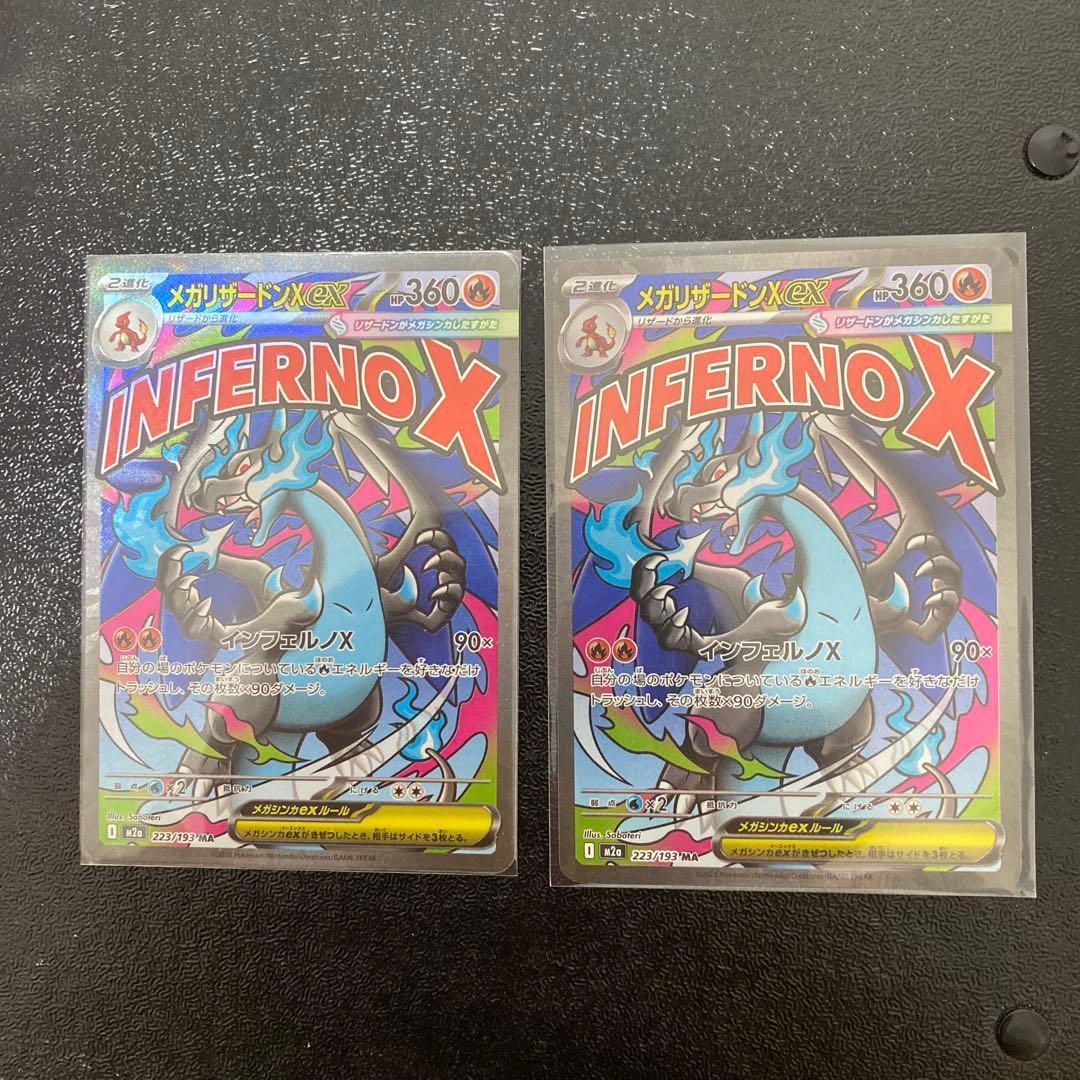 2進化
メガリザードンXex
HP360
リザードから進化
リザードンがメガシンカしたすがた
INFERNO X
インフェルノX
90×
自分の場のポケモンについているエネルギーを好きなだけ
トラッシュし、その枚数×90ダメージ。
弱点
×2
抵抗力
にげる
Illus. Saboteri
メガシンカexルール
メガシンカexがきぜつしたとき、相手はサイドを3枚とる。
I
M2a
223/193 MA
©2025 Pokémon/Nintendo/Creatures/GAME FREAK
2進化
メガリザードンXex
HP360
リザードから進化
リザードンがメガシンカしたすがた
INFERNO X
インフェルノX
90×
自分の場のポケモンについているエネルギーを好きなだけ
トラッシュし、その枚数×90ダメージ。
弱点
×2
抵抗力
にげる
Illus. Saboteri
メガシンカexルール
メガシンカexがきぜつしたとき、相手はサイドを3枚とる。
I
M2a
223/193 MA
©2025 Pokémon/Nintendo/Creatures/GAME FREAK